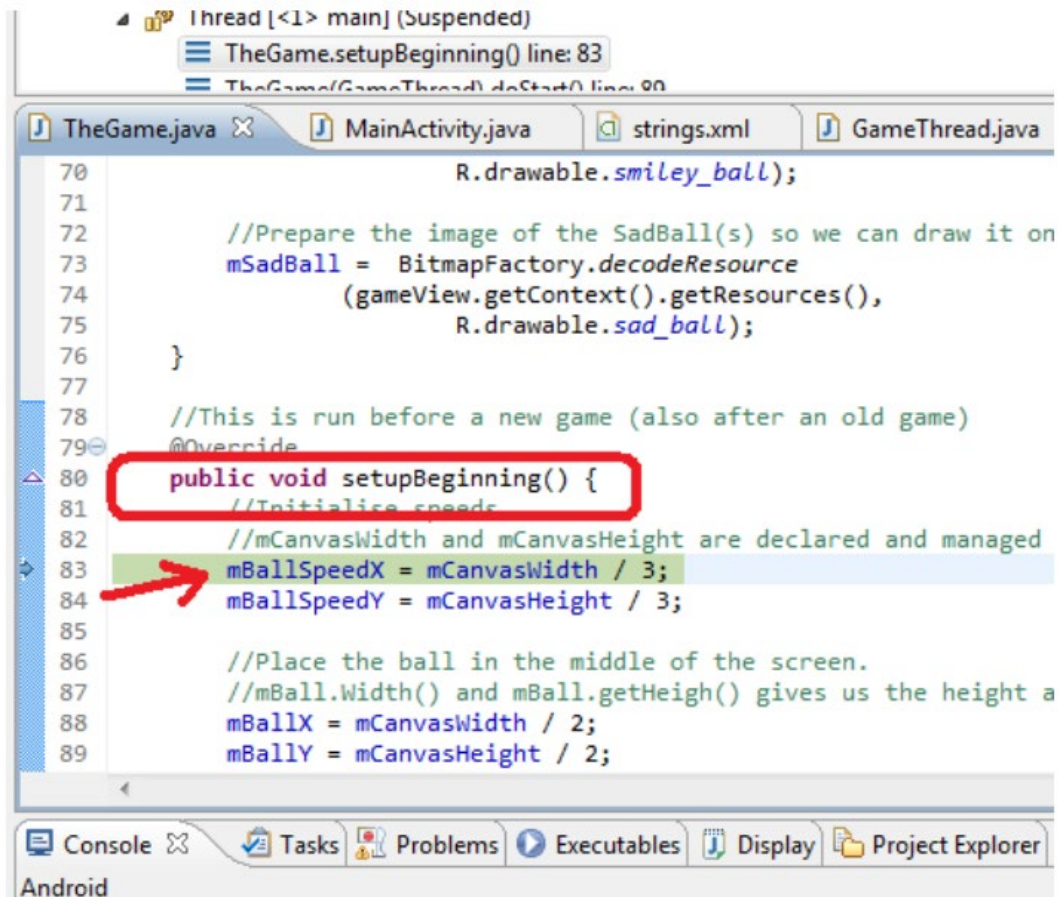 Thread [<1> main] (Suspended)
TheGame.setupBeginning() line: 83
TheGame(GameThread).doStart() line: 89
TheGame.java MainActivity.java strings.xml GameThread.java
70 R.drawable.smiley_ball);
71
72 //Prepare the image of the SadBall(s) so we can draw it on
73 mSadBall = BitmapFactory.decodeResource
74 (gameView.getContext().getResources(),
75 R.drawable.sad_ball);
76 }
77
78 //This is run before a new game (also after an old game)
79 @Override
80 public void setupBeginning() {
81 //Initialise speeds
82 //mCanvasWidth and mCanvasHeight are declared and managed
83 mBallSpeedX = mCanvasWidth / 3;
84 mBallSpeedY = mCanvasHeight / 3;
85
86 //Place the ball in the middle of the screen.
87 //mBall.Width() and mBall.getHeigh() gives us the height a
88 mBallX = mCanvasWidth / 2;
89 mBallY = mCanvasHeight / 2;
Console Tasks Problems Executables Display Project Explorer
Android